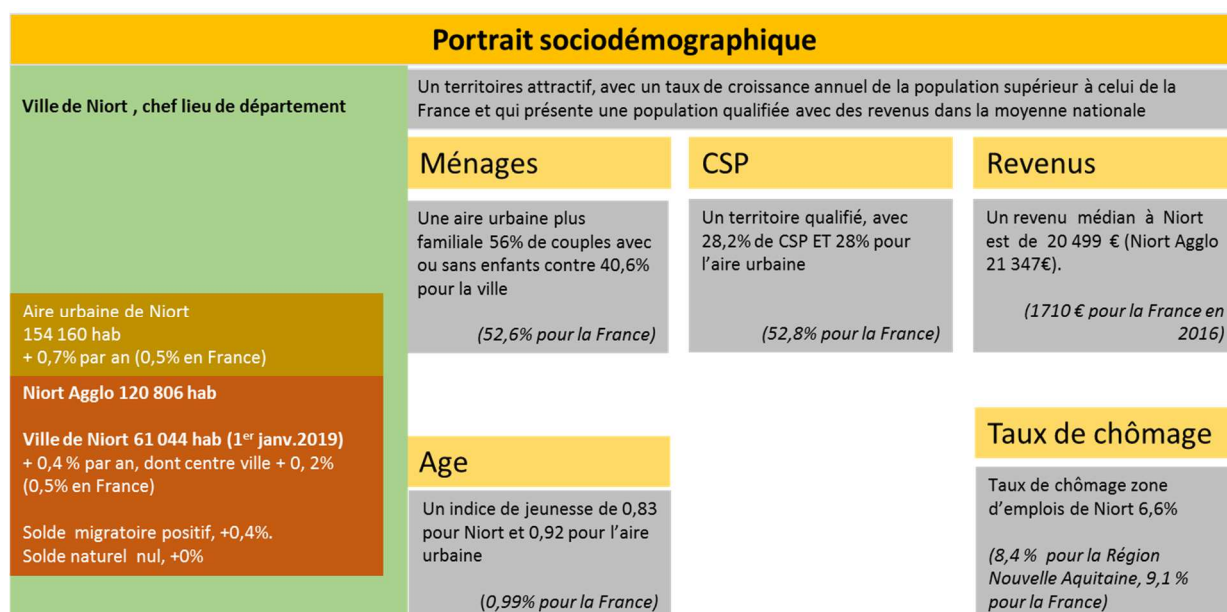 Portrait sociodémographique
Ville de Niort , chef lieu de département
Aire urbaine de Niort
154 160 hab
+ 0,7% par an (0,5% en France)
Niort Agglo 120 806 hab
Ville de Niort 61 044 hab (1er janv.2019)
+ 0,4 % par an, dont centre ville + 0, 2%
(0,5% en France)
Solde migratoire positif, +0,4%.
Solde naturel nul, +0%
Un territoires attractif, avec un taux de croissance annuel de la population supérieur à celui de la
France et qui présente une population qualifiée avec des revenus dans la moyenne nationale
Ménages
Une aire urbaine plus
familiale 56% de couples avec
ou sans enfants contre 40,6%
pour la ville
(52,6% pour la France)
CSP
Un territoire qualifié, avec
28,2% de CSP ET 28% pour
l’aire urbaine
(52,8% pour la France)
Revenus
Un revenu médian à Niort
est de 20 499 € (Niort Agglo
21 347€).
(1710 € pour la France en
2016)
Age
Un indice de jeunesse de 0,83
pour Niort et 0,92 pour l’aire
urbaine
(0,99% pour la France)
Taux de chômage
Taux de chômage zone
d’emplois de Niort 6,6%
(8,4 % pour la Région
Nouvelle Aquitaine, 9,1 %
pour la France)